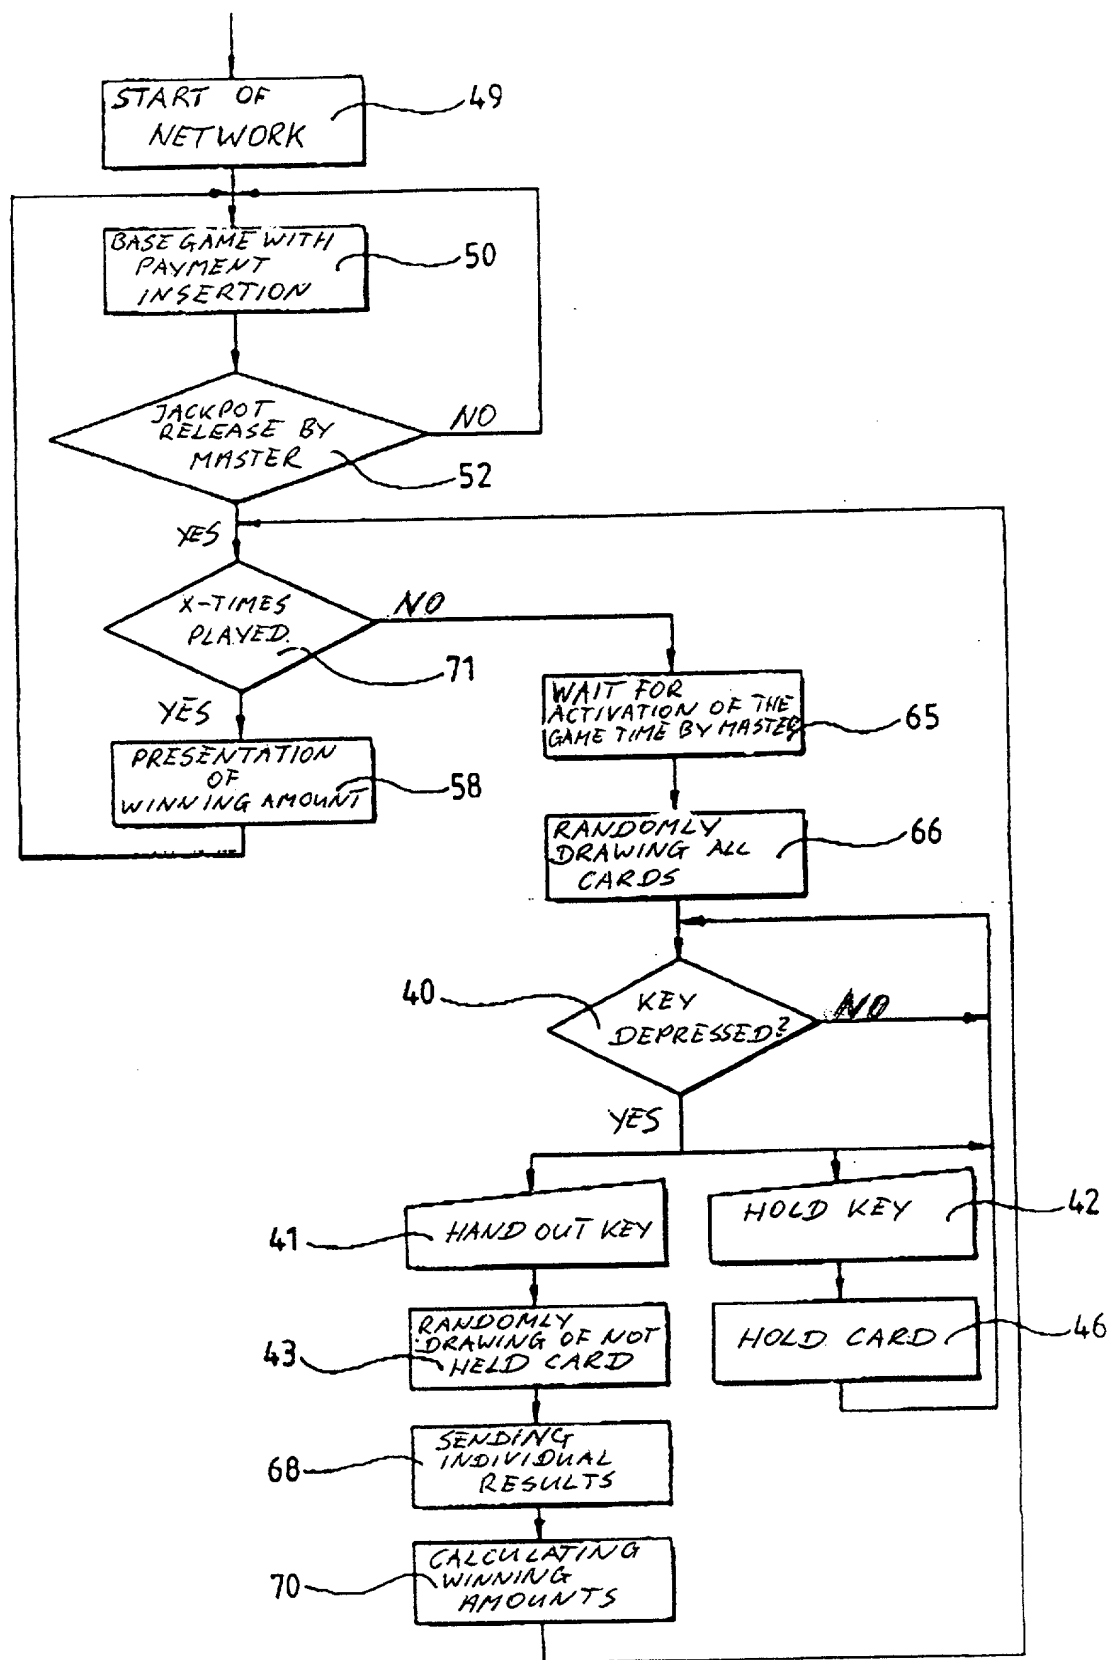 START OF
NETWORK
49
BASE GAME WITH
PAYMENT
INSERTION
50
JACKPOT
RELEASE BY
MASTER
NO
52
YES
X-TIMES
PLAYED.
NO
71
YES
PRESENTATION
OF
WINNING AMOUNT
58
WAIT FOR
ACTIVATION OF THE
GAME TIME BY MASTER
65
RANDOMLY
DRAWING ALL
CARDS
66
40
KEY
DEPRESSED?
NO
YES
41
HAND OUT KEY
HOLD KEY
42
RANDOMLY
DRAWING OF NOT
HELD CARD
43
HOLD CARD
46
SENDING
INDIVIDUAL
RESULTS
68
CALCULATING
WINNING
AMOUNTS
70